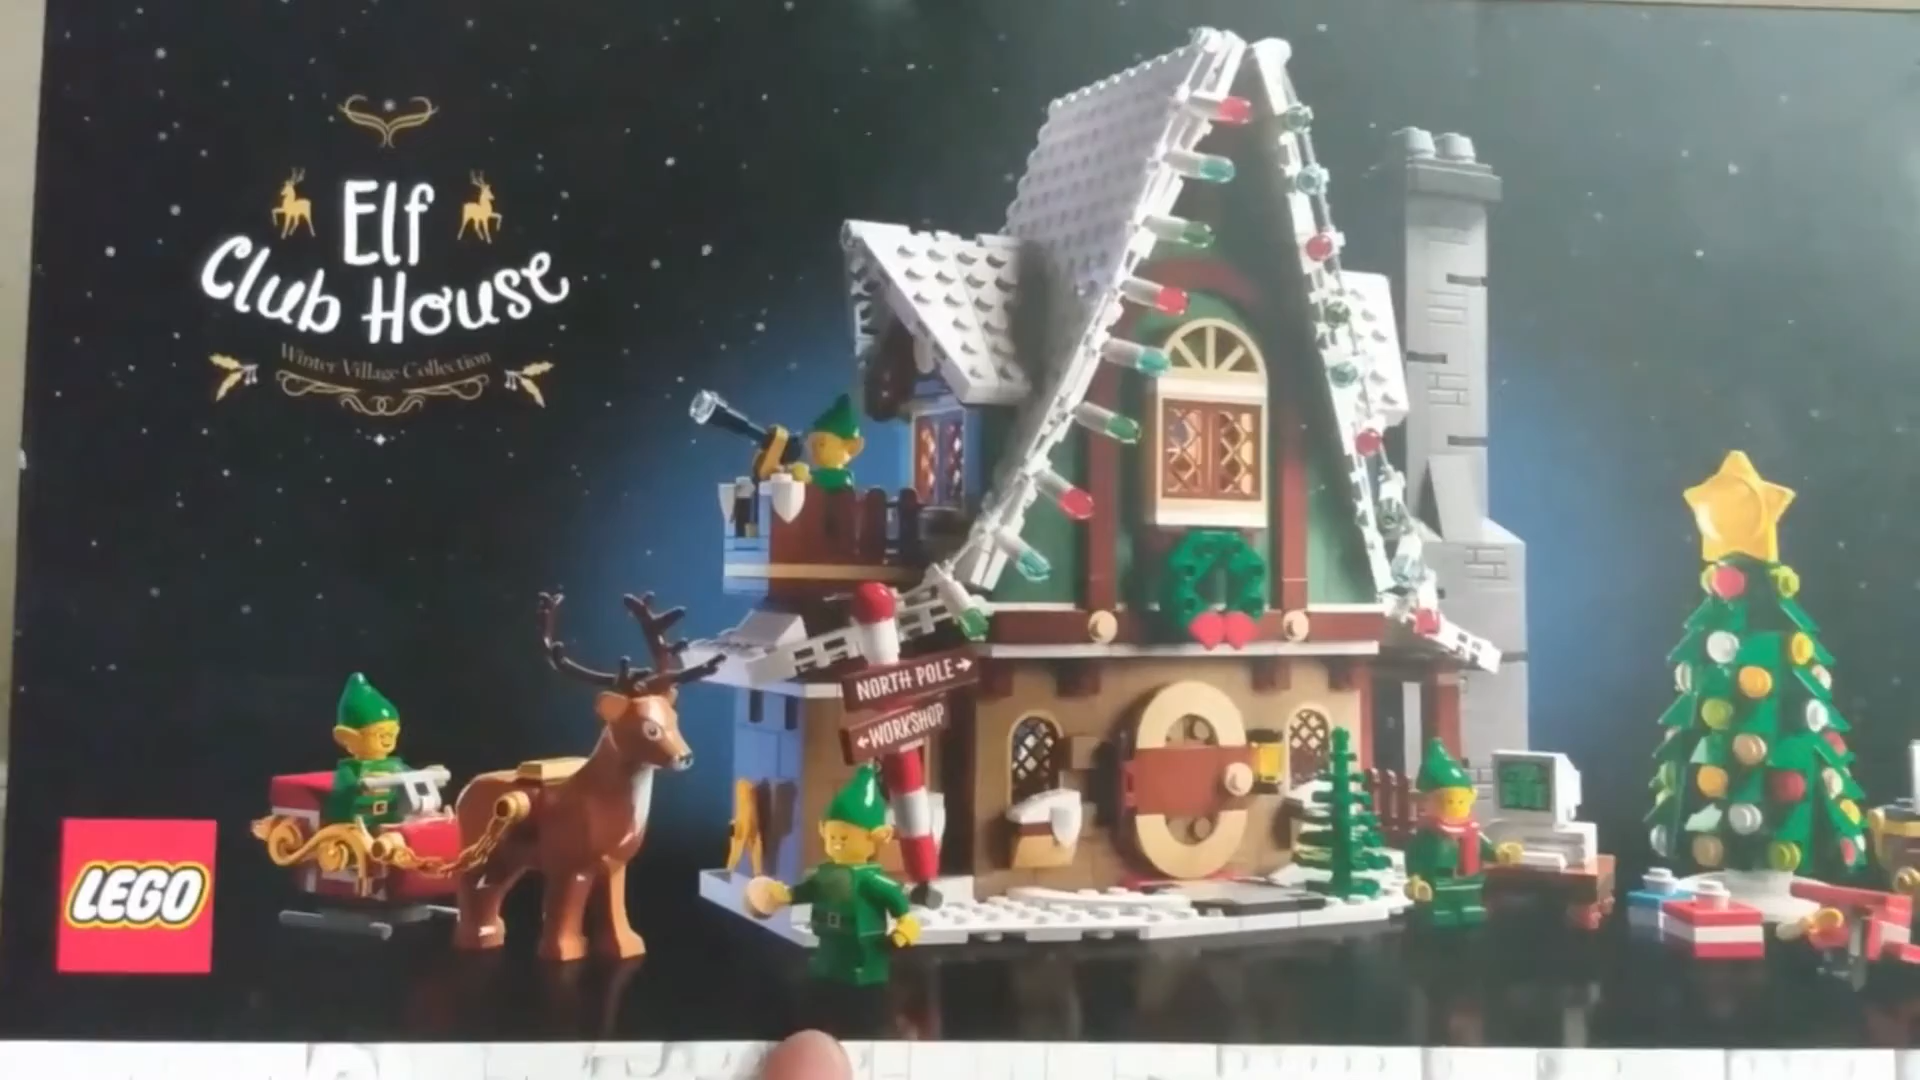 Elf
Club House
Winter Village Collection
NORTH POLE →
← WORKSHOP
LEGO